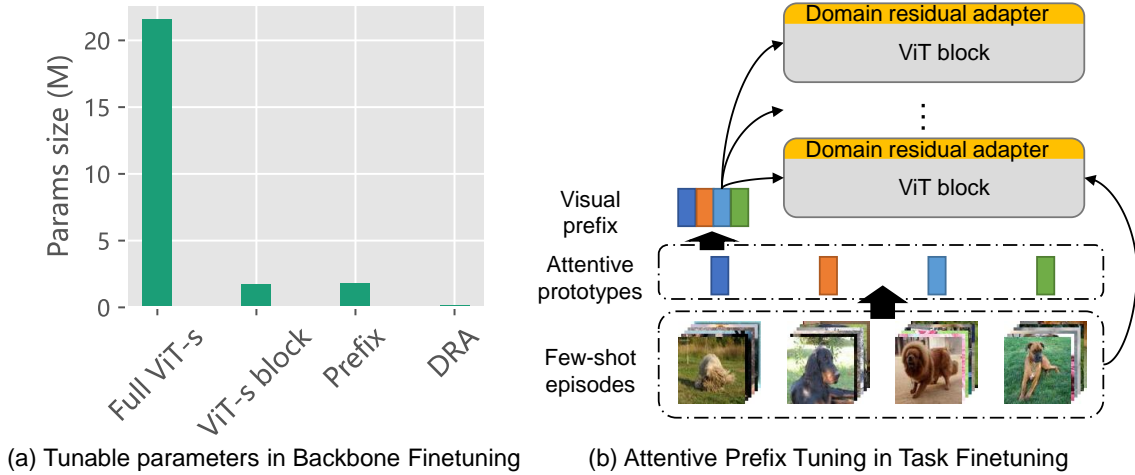 Params size (M)
20
15
10
5
0
Full ViT-s
ViT-s block
Prefix
DRA
(a) Tunable parameters in Backbone Finetuning
Domain residual adapter
ViT block
⋮
Domain residual adapter
ViT block
Visual
prefix
Attentive
prototypes
Few-shot
episodes
(b) Attentive Prefix Tuning in Task Finetuning